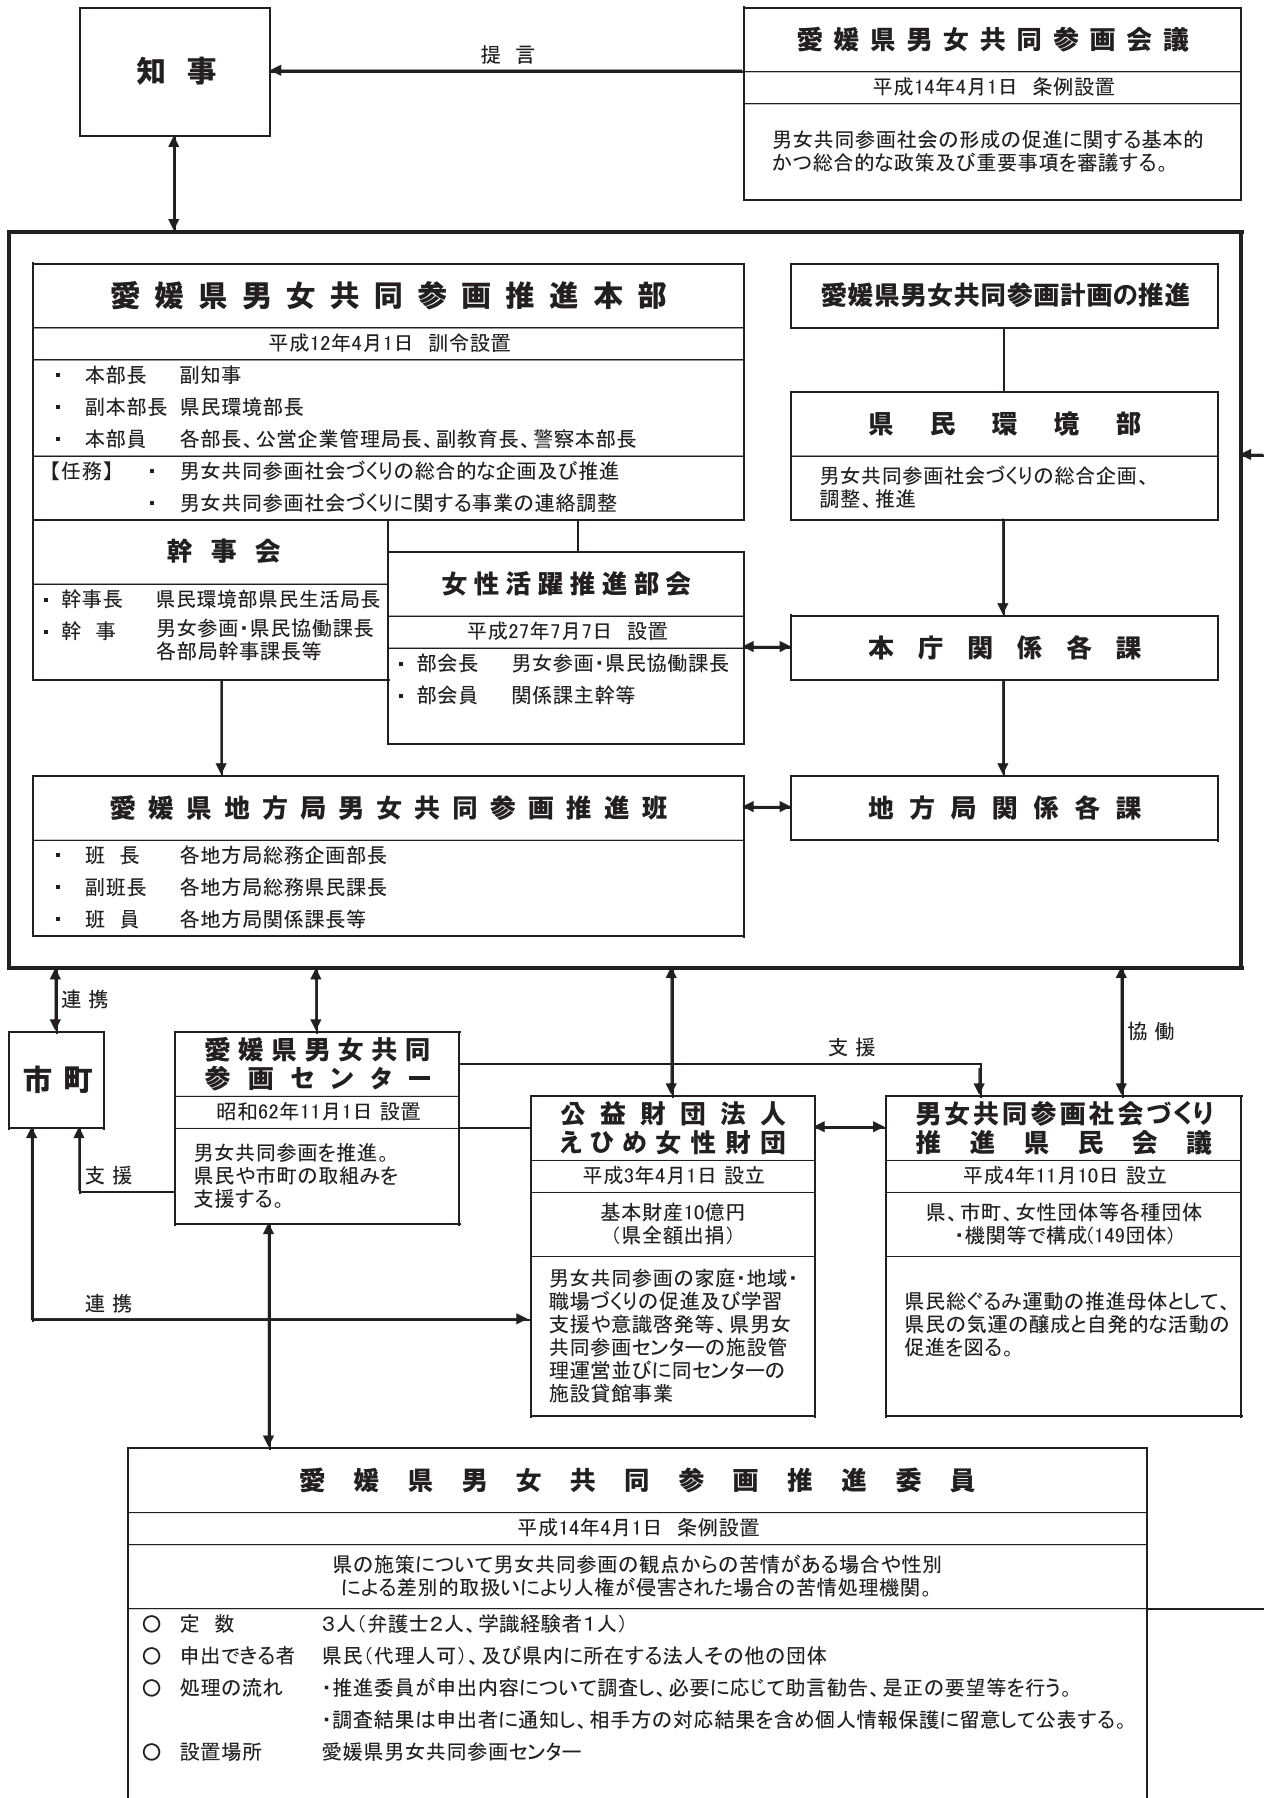 知事
提言
愛媛県男女共同参画会議
平成14年4月1日 条例設置
男女共同参画社会の形成の促進に関する基本的
かつ総合的な政策及び重要事項を審議する。
愛媛県男女共同参画推進本部
平成12年4月1日 訓令設置
・ 本部長 副知事
・ 副本部長 県民環境部長
・ 本部員 各部長、公営企業管理局長、副教育長、警察本部長
【任務】 ・ 男女共同参画社会づくりの総合的な企画及び推進
・ 男女共同参画社会づくりに関する事業の連絡調整
愛媛県男女共同参画計画の推進
県民環境部
男女共同参画社会づくりの総合企画、
調整、推進
幹事会
・ 幹事長 県民環境部県民生活局長
・ 幹事 男女参画・県民協働課長
各部局幹事課長等
女性活躍推進部会
平成27年7月7日 設置
・ 部会長 男女参画・県民協働課長
・ 部会員 関係課主幹等
本庁関係各課
愛媛県地方局男女共同参画推進班
・ 班長 各地方局総務企画部長
・ 副班長 各地方局総務県民課長
・ 班員 各地方局関係課長等
地方局関係各課
連携
協働
市町
愛媛県男女共同
参画センター
昭和62年11月1日 設置
男女共同参画を推進。
県民や市町の取組みを
支援する。
支援
支援
連携
公益財団法人
えひめ女性財団
平成3年4月1日 設立
基本財産10億円
(県全額出捐)
男女共同参画の家庭・地域・
職場づくりの促進及び学習
支援や意識啓発等、県男女
共同参画センターの施設管
理運営並びに同センターの
施設貸館事業
男女共同参画社会づくり
推進県民会議
平成4年11月10日 設立
県、市町、女性団体等各種団体
・機関等で構成(149団体)
県民総ぐるみ運動の推進母体として、
県民の気運の醸成と自発的な活動の
促進を図る。
愛媛県男女共同参画推進委員
平成14年4月1日 条例設置
県の施策について男女共同参画の観点からの苦情がある場合や性別
による差別的取扱いにより人権が侵害された場合の苦情処理機関。
○ 定数 3人(弁護士2人、学識経験者1人)
○ 申出できる者 県民(代理人可)、及び県内に所在する法人その他の団体
○ 処理の流れ ・推進委員が申出内容について調査し、必要に応じて助言勧告、是正の要望等を行う。
・調査結果は申出者に通知し、相手方の対応結果を含め個人情報保護に留意して公表する。
○ 設置場所 愛媛県男女共同参画センター